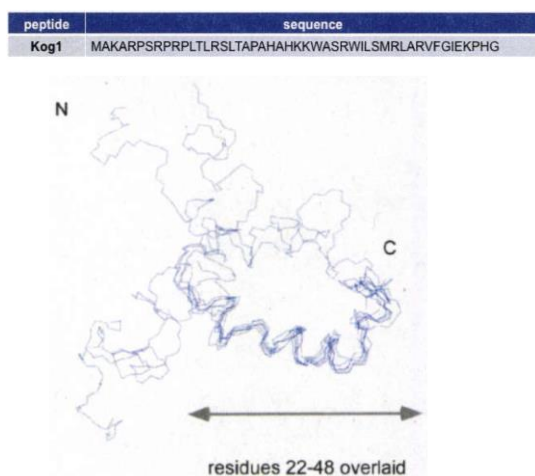 peptide sequence
Kog1 MAKARPSRPRPLTLRSLTAPAHAHKKWASRWILSMRLARVFGIEKPHG
N
C
residues 22-48 overlaid